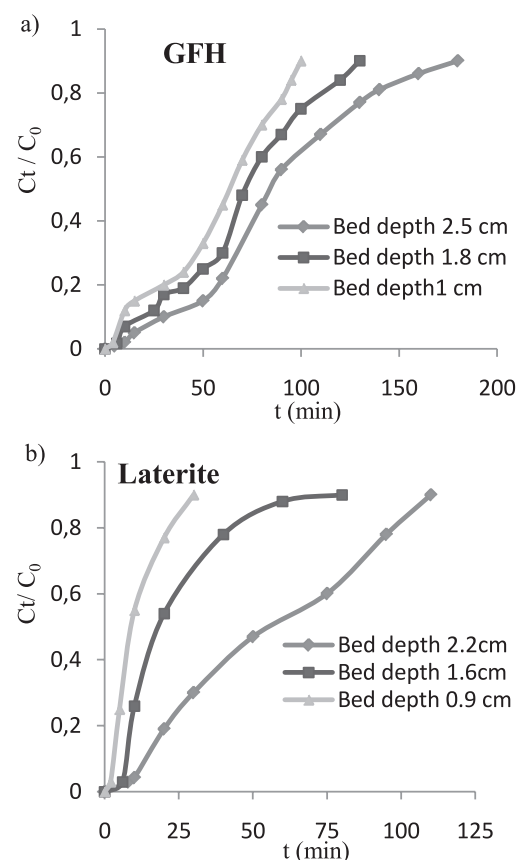 a)
GFH
1
0,8
0,6
0,4
0,2
0
Ct / C0
Bed depth 2.5 cm
Bed depth 1.8 cm
Bed depth1 cm
0 50 100 150 200
t (min)
b)
Laterite
1
0,8
0,6
0,4
0,2
0
Ct/ C0
Bed depth 2.2cm
Bed depth 1.6cm
Bed depth 0.9 cm
0 25 50 75 100 125
t (min)